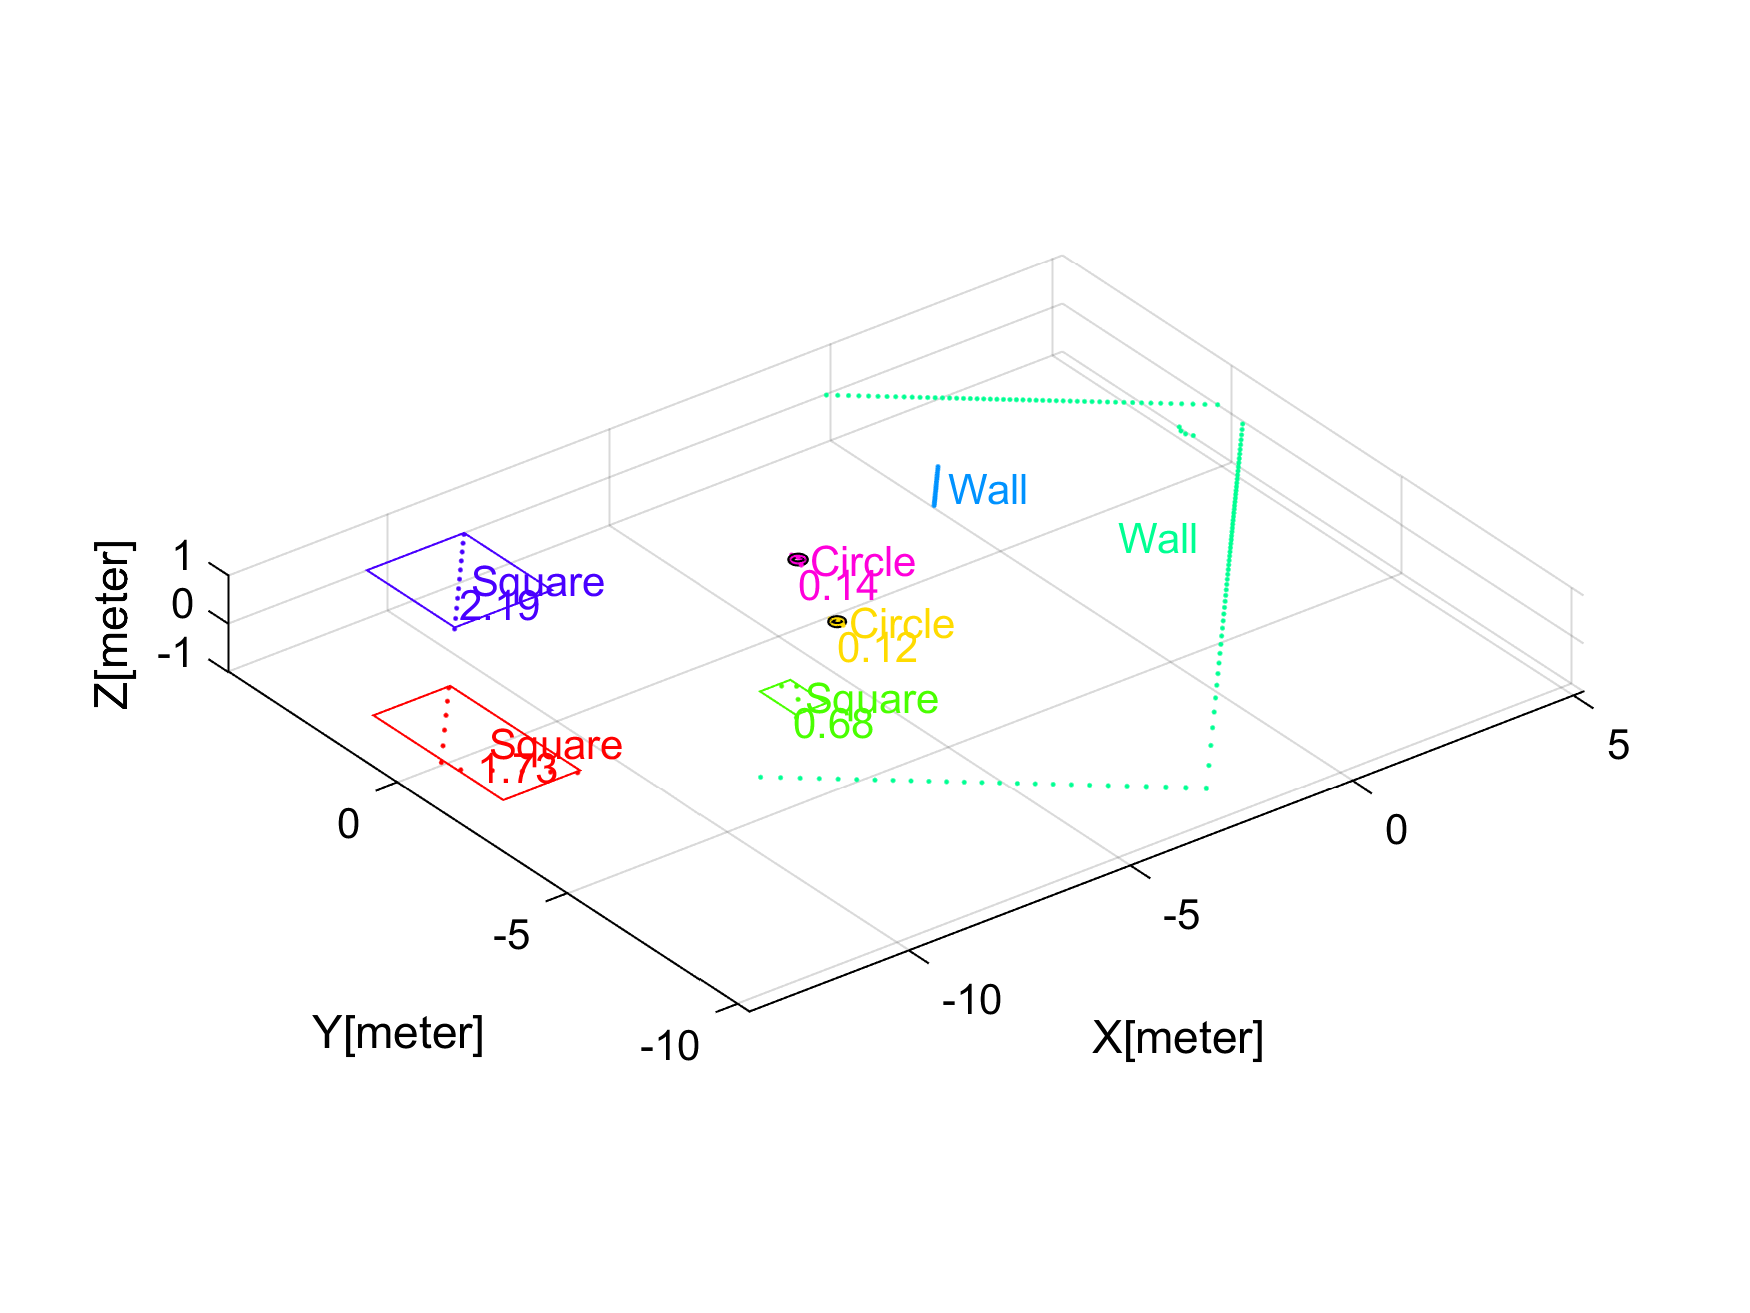 Wall
Wall
Circle
0.14
Square
2.19
Circle
0.12
Square
0.68
Square
1.73
1
0
-1
Z[meter]
0
-5
-10
Y[meter]
5
0
-5
-10
X[meter]